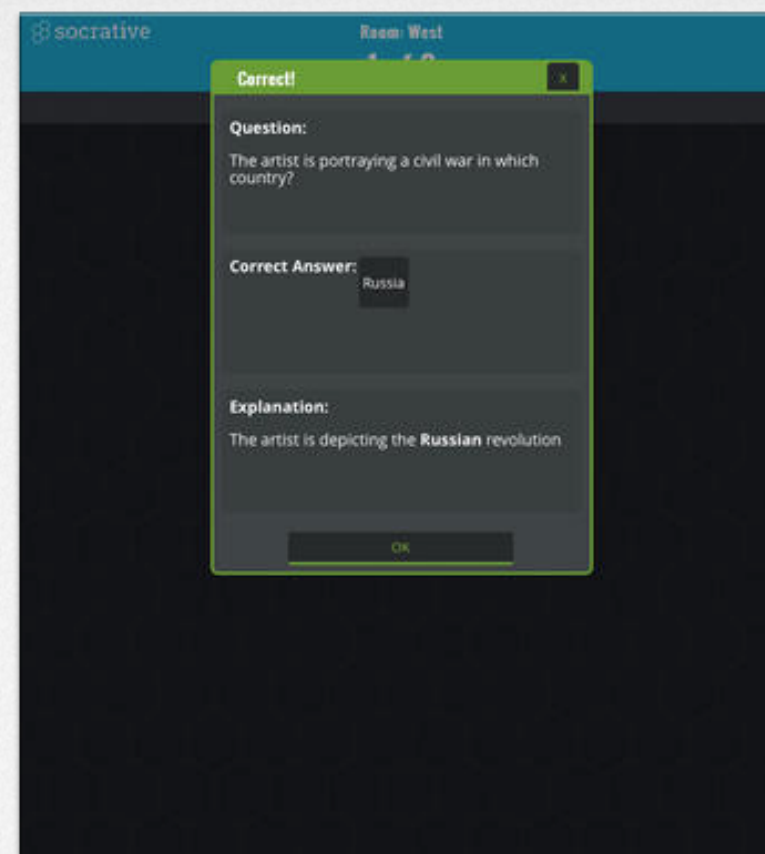 socrative
Room: West
Correct!
X
Question:
The artist is portraying a civil war in which
country?
Correct Answer:
Russia
Explanation:
The artist is depicting the Russian revolution
OK